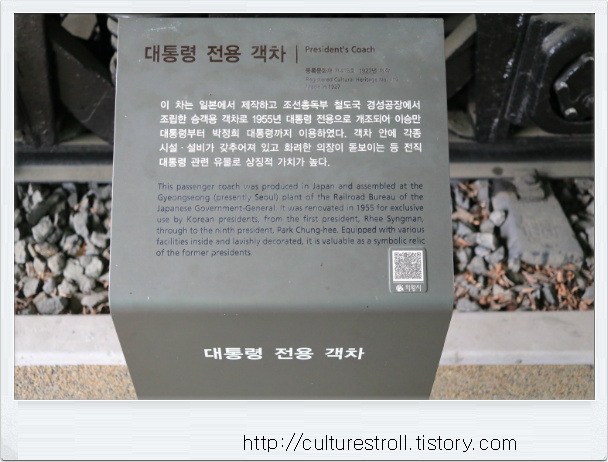 대통령 전용 객차 | President's Coach
이 차는 일본에서 제작하고 조선총독부 철도국 경성공장에서
조립한 승객용 객차로 1955년 대통령 전용으로 개조되어 이승만
대통령부터 박정희 대통령까지 이용하였다. 객차 안에 각종
시설·설비가 갖추어져 있고 화려한 의장이 돋보이는 등 전직
대통령 관련 유물로 상징적 가치가 높다.
This passenger coach was produced in Japan and assembled at the
Gyeongseong (presently Seoul) plant of the Railroad Bureau of the
Japanese Government-General. It was renovated in 1955 for exclusive
use by Korean presidents, from the first president, Rhee Syngman,
through to the ninth president, Park Chung-hee. Equipped with various
facilities inside and lavishly decorated, it is valuable as a symbolic relic
of the former presidents.
대통령 전용 객차
http://culturestroll.tistory.com